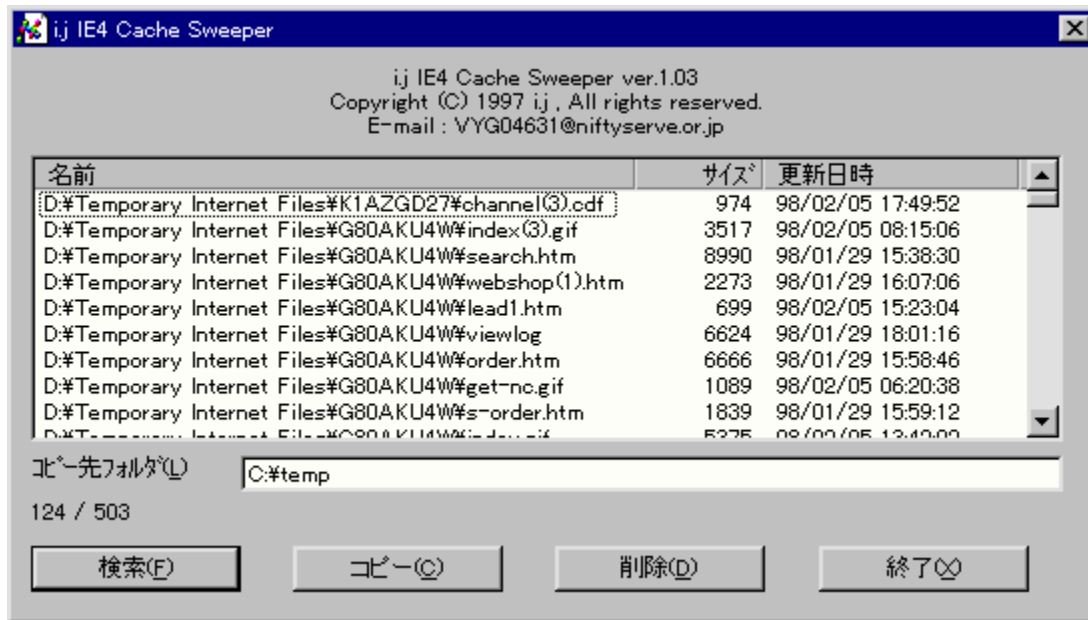 i.j IE4 Cache Sweeper
i.j IE4 Cache Sweeper ver.1.03
Copyright (C) 1997 i.j , All rights reserved.
E-mail : VYG04631@niftyserve.or.jp
名前 ｻｲｽﾞ 更新日時
D:¥Temporary Internet Files¥K1AZGD27¥channel(3).cdf 974 98/02/05 17:49:52
D:¥Temporary Internet Files¥G80AKU4W¥index(3).gif 3517 98/02/05 08:15:06
D:¥Temporary Internet Files¥G80AKU4W¥search.htm 8990 98/01/29 15:38:30
D:¥Temporary Internet Files¥G80AKU4W¥webshop(1).htm 2273 98/01/29 16:07:06
D:¥Temporary Internet Files¥G80AKU4W¥lead1.htm 699 98/02/05 15:23:04
D:¥Temporary Internet Files¥G80AKU4W¥viewlog 6624 98/01/29 18:01:16
D:¥Temporary Internet Files¥G80AKU4W¥order.htm 6666 98/01/29 15:58:46
D:¥Temporary Internet Files¥G80AKU4W¥get-nc.gif 1089 98/02/05 06:20:38
D:¥Temporary Internet Files¥G80AKU4W¥s-order.htm 1839 98/01/29 15:59:12
ｺﾋﾟｰ先ﾌｫﾙﾀﾞ(L) C:¥temp
124 / 503
検索(F) コピー(C) 削除(D) 終了(X)